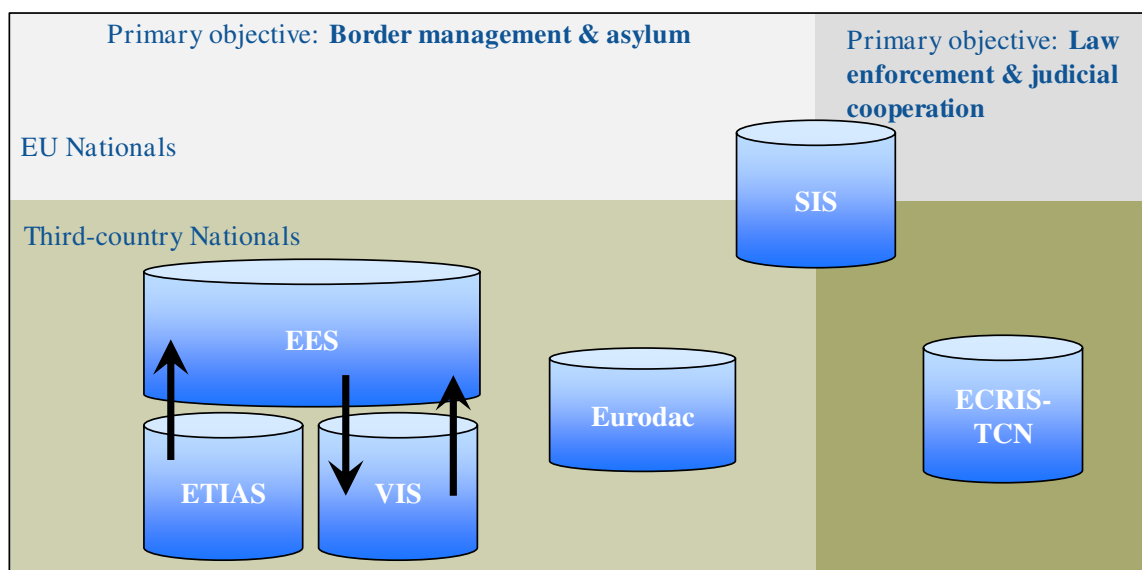 Primary objective: Border management & asylum
Primary objective: Law
enforcement & judicial
cooperation
EU Nationals
SIS
Third-country Nationals
EES
Eurodac
ECRIS-
TCN
ETIAS
VIS